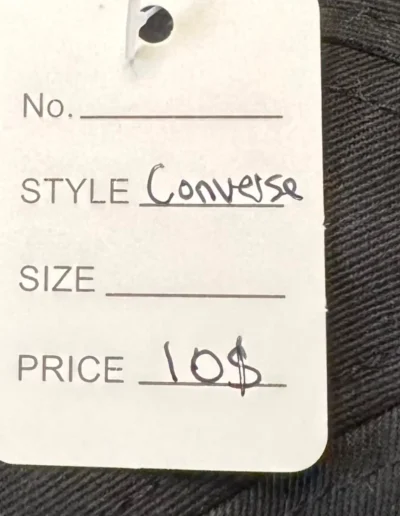 No.
STYLE Converse
SIZE
PRICE 10$